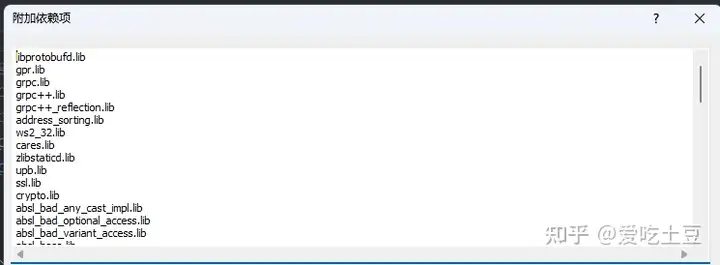 附加依赖项
? ×
libprotobufd.lib
gpr.lib
grpc.lib
grpc++.lib
grpc++_reflection.lib
address_sorting.lib
ws2_32.lib
cares.lib
zlibstaticd.lib
upb.lib
ssl.lib
crypto.lib
absl_bad_any_cast_impl.lib
absl_bad_optional_access.lib
absl_bad_variant_access.lib
知乎 @爱吃土豆